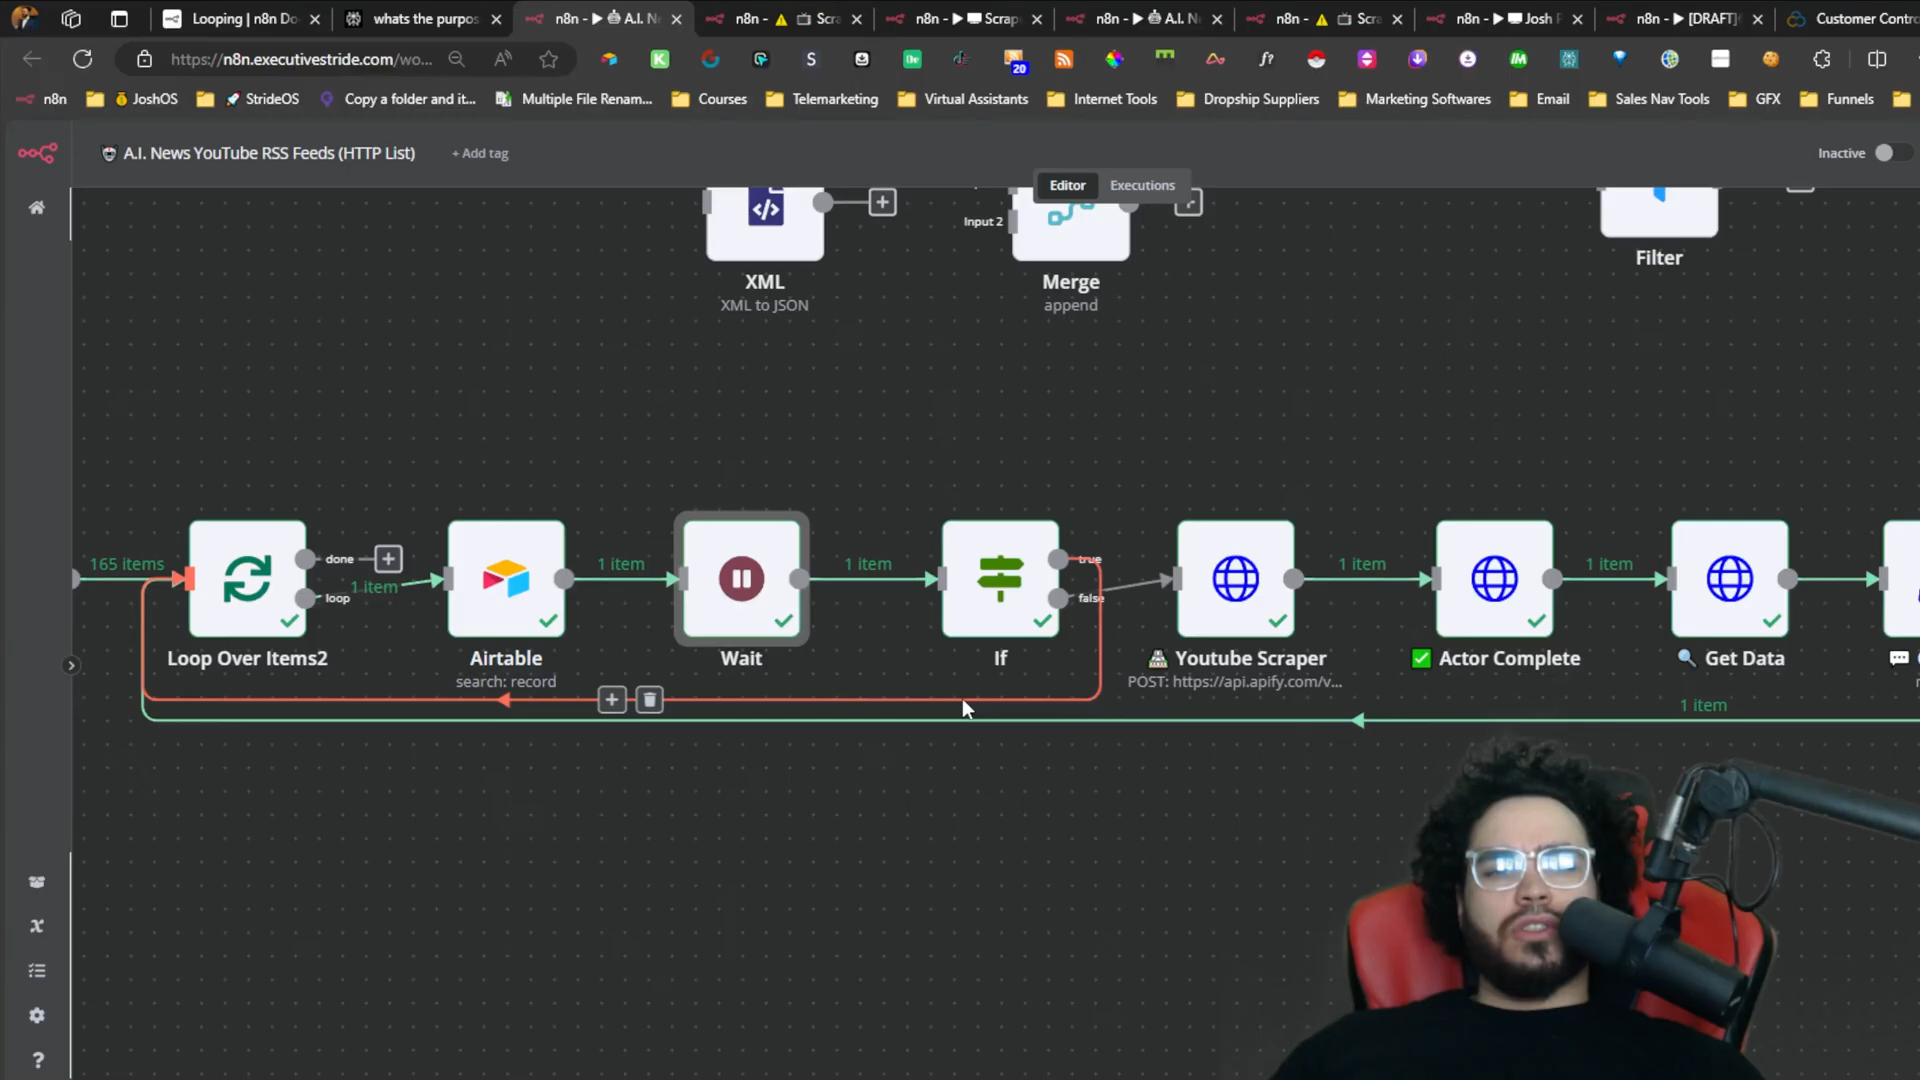 Looping | n8n Do
whats the purpos
n8n - ▶ 🤖 A.I. N
n8n - ⚠ 📺 Scra
n8n - ▶ 🖥 Scrap
n8n - ▶ 🤖 A.I. N
n8n - ⚠ 📺 Scra
n8n - ▶ 🖥 Josh F
n8n - ▶ [DRAFT]
Customer Contr
https://n8n.executivestride.com/wo...
20
n8n
JoshOS
StrideOS
Copy a folder and it...
Multiple File Renam...
Courses
Telemarketing
Virtual Assistants
Internet Tools
Dropship Suppliers
Marketing Softwares
Email
Sales Nav Tools
GFX
Funnels
A.I. News YouTube RSS Feeds (HTTP List)
+ Add tag
Inactive
Editor
Executions
Input 2
XML
XML to JSON
Merge
append
Filter
165 items
done
1 item
loop
1 item
1 item
true
false
1 item
1 item
Loop Over Items2
Airtable
search: record
Wait
If
Youtube Scraper
POST: https://api.apify.com/v...
Actor Complete
Get Data
1 item